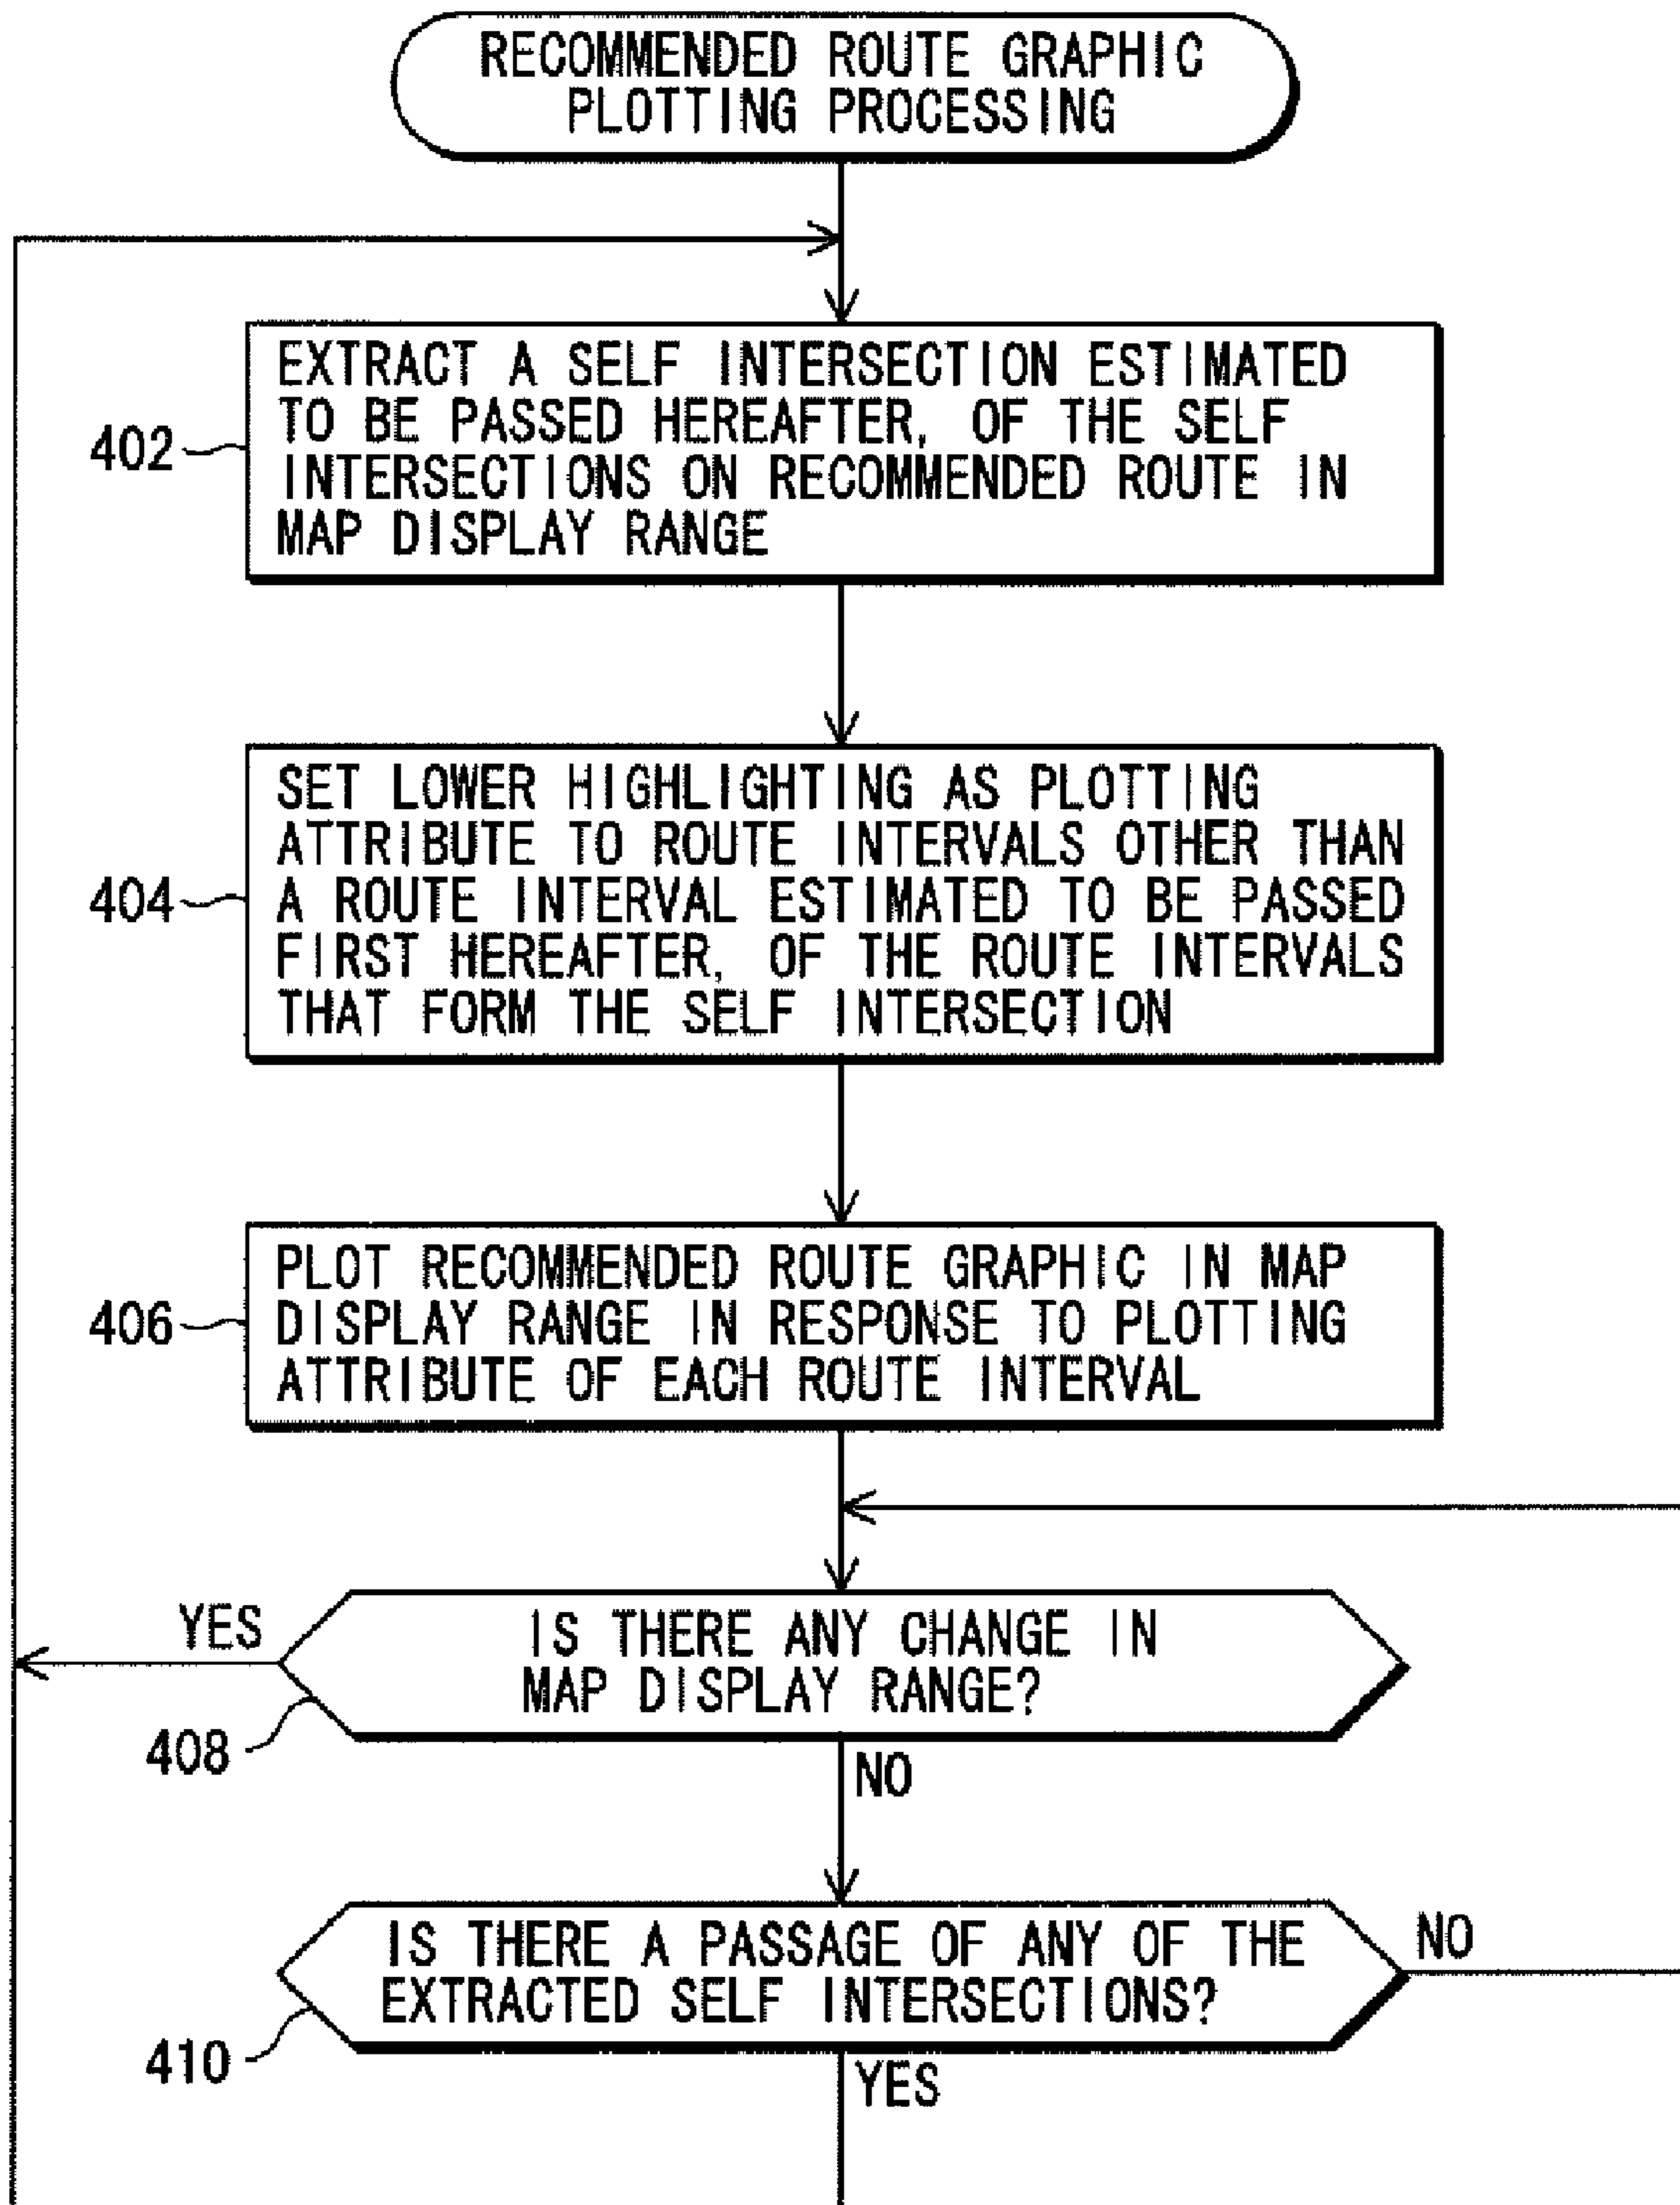 RECOMMENDED ROUTE GRAPHIC
PLOTTING PROCESSING
EXTRACT A SELF INTERSECTION ESTIMATED
TO BE PASSED HEREAFTER, OF THE SELF
INTERSECTIONS ON RECOMMENDED ROUTE IN
MAP DISPLAY RANGE
402
SET LOWER HIGHLIGHTING AS PLOTTING
ATTRIBUTE TO ROUTE INTERVALS OTHER THAN
A ROUTE INTERVAL ESTIMATED TO BE PASSED
FIRST HEREAFTER, OF THE ROUTE INTERVALS
THAT FORM THE SELF INTERSECTION
404
PLOT RECOMMENDED ROUTE GRAPHIC IN MAP
DISPLAY RANGE IN RESPONSE TO PLOTTING
ATTRIBUTE OF EACH ROUTE INTERVAL
406
YES
IS THERE ANY CHANGE IN
MAP DISPLAY RANGE?
408
NO
IS THERE A PASSAGE OF ANY OF THE
EXTRACTED SELF INTERSECTIONS?
NO
410
YES